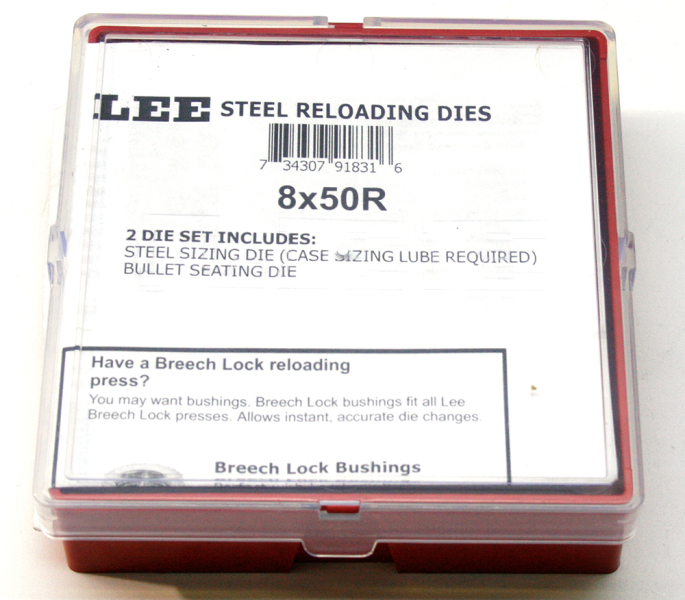 LEE STEEL RELOADING DIES
7 34307 91831 6
8x50R
2 DIE SET INCLUDES:
STEEL SIZING DIE (CASE SIZING LUBE REQUIRED)
BULLET SEATING DIE
Have a Breech Lock reloading
press?
You may want bushings. Breech Lock bushings fit all Lee
Breech Lock presses. Allows instant, accurate die changes.
Breech Lock Bushings